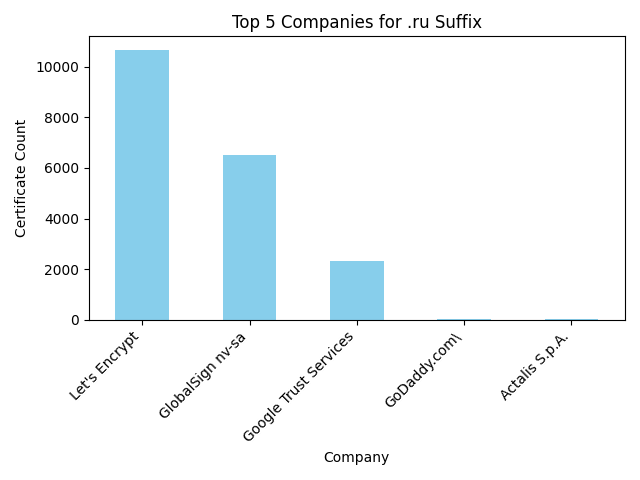 Top 5 Companies for .ru Suffix
Certificate Count
10000
8000
6000
4000
2000
0
Let's Encrypt
GlobalSign nv-sa
Google Trust Services
GoDaddy.com\
Actalis S.p.A.
Company